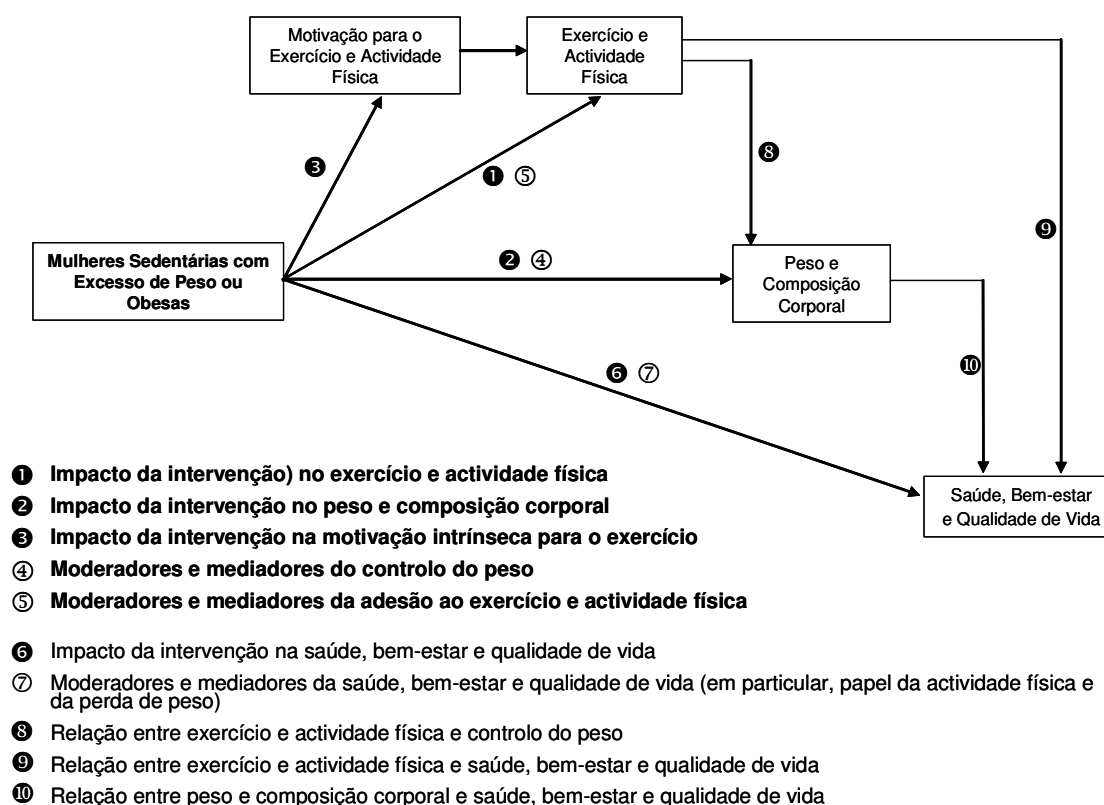 Motivação para o
Exercício e Actividade
Física
Exercício e
Actividade
Física
❸
❶ ⑤
❽
❾
Mulheres Sedentárias com
Excesso de Peso ou
Obesas
❷ ④
Peso e
Composição
Corporal
❻ ⑦
❿
Saúde, Bem-estar
e Qualidade de Vida
❶ Impacto da intervenção) no exercício e actividade física
❷ Impacto da intervenção no peso e composição corporal
❸ Impacto da intervenção na motivação intrínseca para o exercício
④ Moderadores e mediadores do controlo do peso
⑤ Moderadores e mediadores da adesão ao exercício e actividade física
❻ Impacto da intervenção na saúde, bem-estar e qualidade de vida
⑦ Moderadores e mediadores da saúde, bem-estar e qualidade de vida (em particular, papel da actividade física e
da perda de peso)
❽ Relação entre exercício e actividade física e controlo do peso
❾ Relação entre exercício e actividade física e saúde, bem-estar e qualidade de vida
❿ Relação entre peso e composição corporal e saúde, bem-estar e qualidade de vida